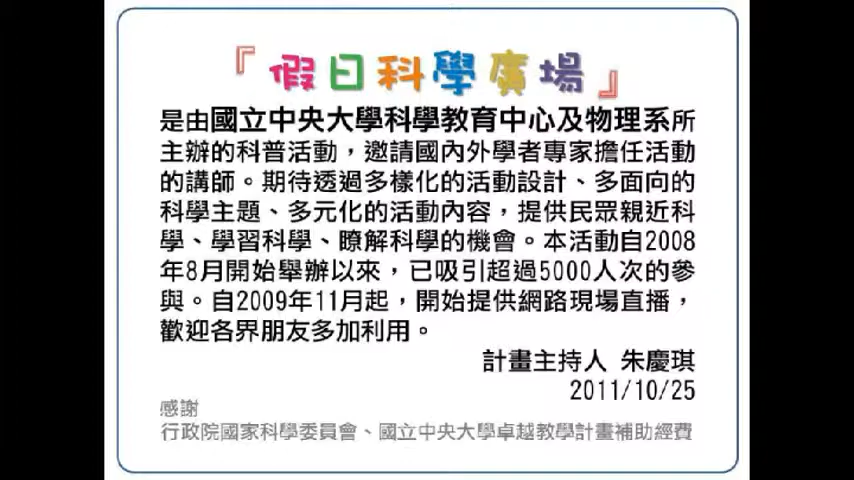 『假日科學廣場』
是由國立中央大學科學教育中心及物理系所
主辦的科普活動，邀請國內外學者專家擔任活動
的講師。期待透過多樣化的活動設計、多面向的
科學主題、多元化的活動內容，提供民眾親近科
學、學習科學、瞭解科學的機會。本活動自2008
年8月開始舉辦以來，已吸引超過5000人次的參
與。自2009年11月起，開始提供網路現場直播，
歡迎各界朋友多加利用。
計畫主持人 朱慶琪
2011/10/25
感謝
行政院國家科學委員會、國立中央大學卓越教學計畫補助經費